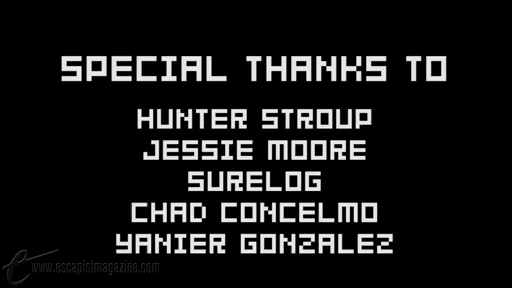 SPECIAL THANKS TO
HUNTER STROUP
JESSIE MOORE
SURELOG
CHAD CONCELMO
YANIER GONZALEZ
www.escapistmagazine.com